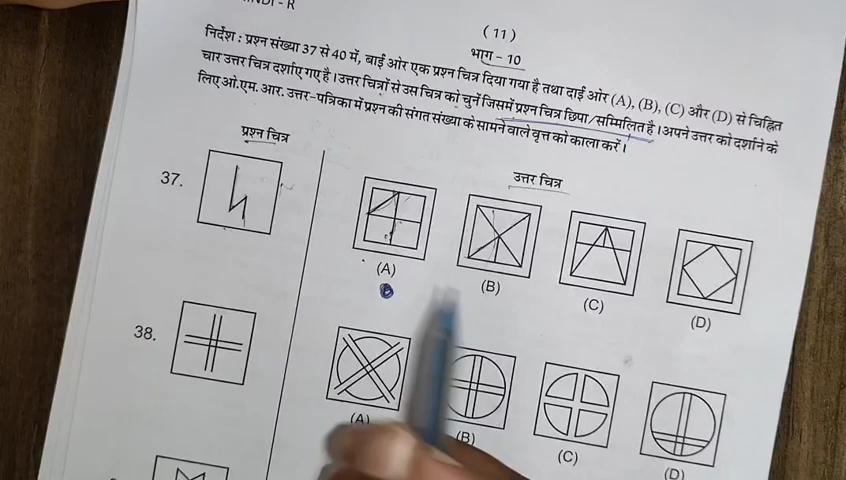 HINDI - R
( 11 )
भाग - 10
निर्देश : प्रश्न संख्या 37 से 40 में, बाईं ओर एक प्रश्न चित्र दिया गया है तथा दाईं ओर (A), (B), (C) और (D) से चिह्नित
चार उत्तर चित्र दर्शाए गए है। उत्तर चित्रों से उस चित्र को चुनें जिसमें प्रश्न चित्र छिपा/सम्मिलित है। अपने उत्तर को दर्शाने के
लिए ओ.एम. आर. उत्तर-पत्रिका में प्रश्न की संगत संख्या के सामने वाले वृत्त को काला करें।
प्रश्न चित्र
उत्तर चित्र
37.
(A)
(B)
(C)
(D)
38.
(A)
(B)
(C)
(D)